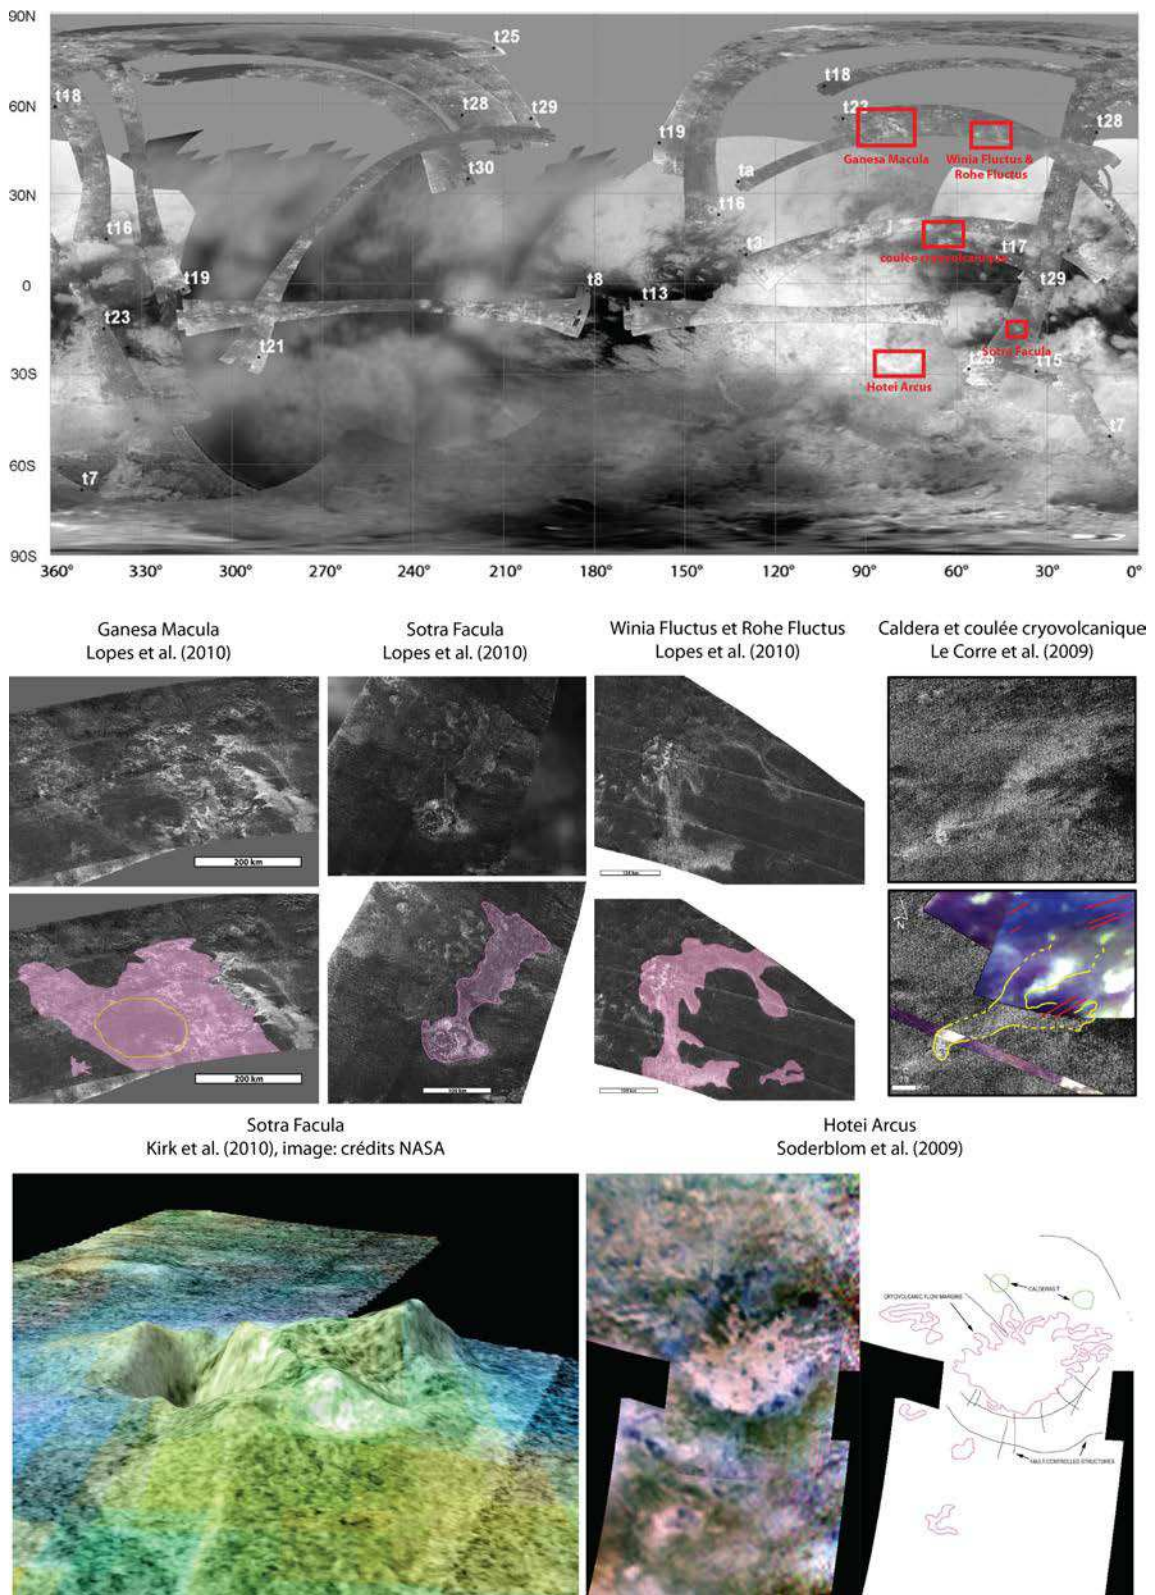 90N
t25
t18
t18
t28
t29
t23
60N
t19
t28
Ganesa Macula
Winia Fluctus &
Rohe Fluctus
t30
ta
30N
t16
t16
t3
t17
coulée cryovolcanique
t19
t8
t13
t29
0
t23
t21
Sotra Facula
t25
t15
30S
Hotei Arcus
t7
60S
t7
90S
360°
330°
300°
270°
240°
210°
180°
150°
120°
90°
60°
30°
0°
Ganesa Macula
Lopes et al. (2010)
Sotra Facula
Lopes et al. (2010)
Winia Fluctus et Rohe Fluctus
Lopes et al. (2010)
Caldera et coulée cryovolcanique
Le Corre et al. (2009)
200 km
N
200 km
Sotra Facula
Kirk et al. (2010), image: crédits NASA
Hotei Arcus
Soderblom et al. (2009)
CALDERAS?
CRYOVOLCANIC FLOW MARGINS
FAULT-CONTROLLED STRUCTURES